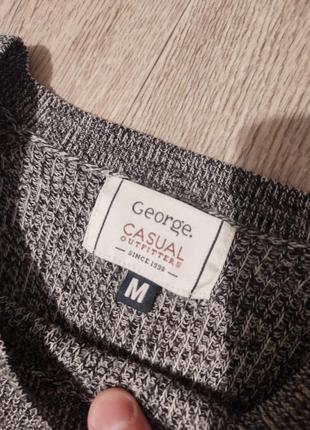 George.
CASUAL
OUTFITTERS
SINCE 1990
M